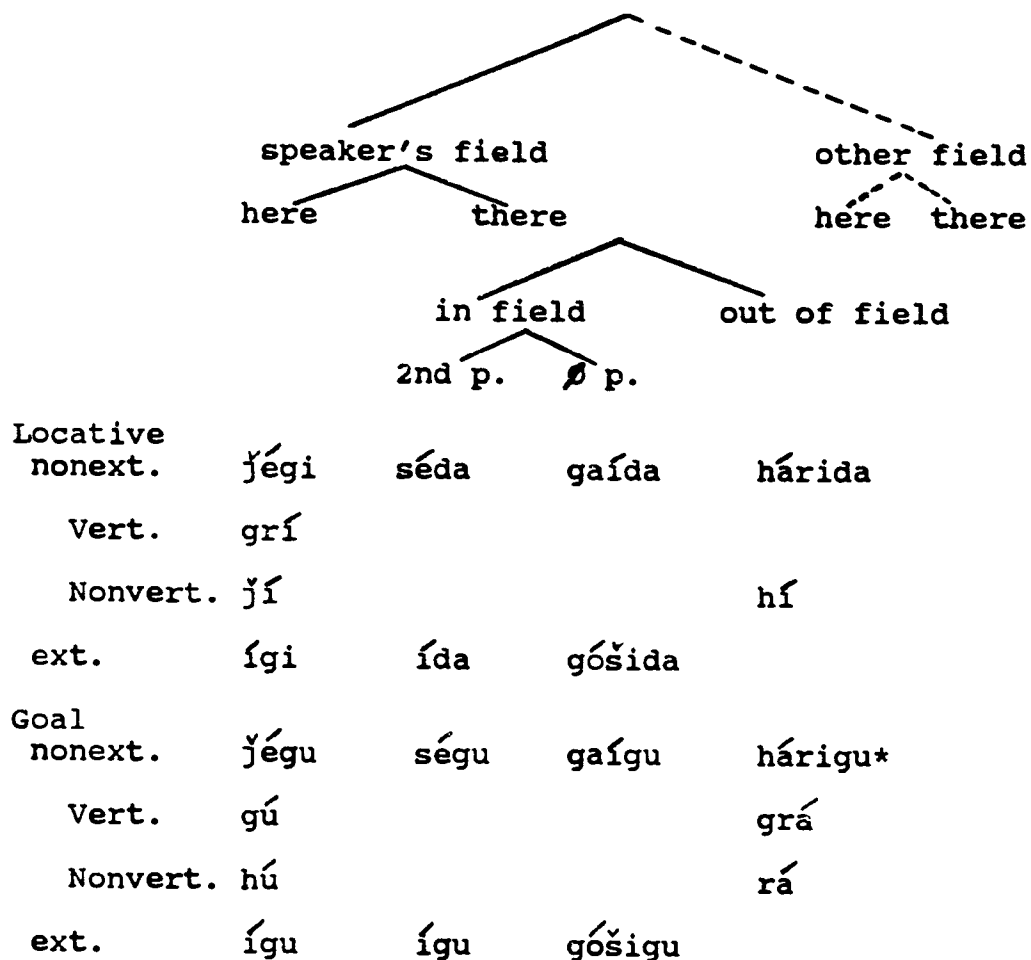 speaker's field other field
here there here there
in field out of field
2nd p. Ø p.
Locative
nonext. ǰégi séda gaída hárida
Vert. grí
Nonvert. ǰí hí
ext. ígi ída góšida
Goal
nonext. ǰégu ségu gaígu hárigu*
Vert. gú grá
Nonvert. hú rá
ext. ígu ígu góšigu